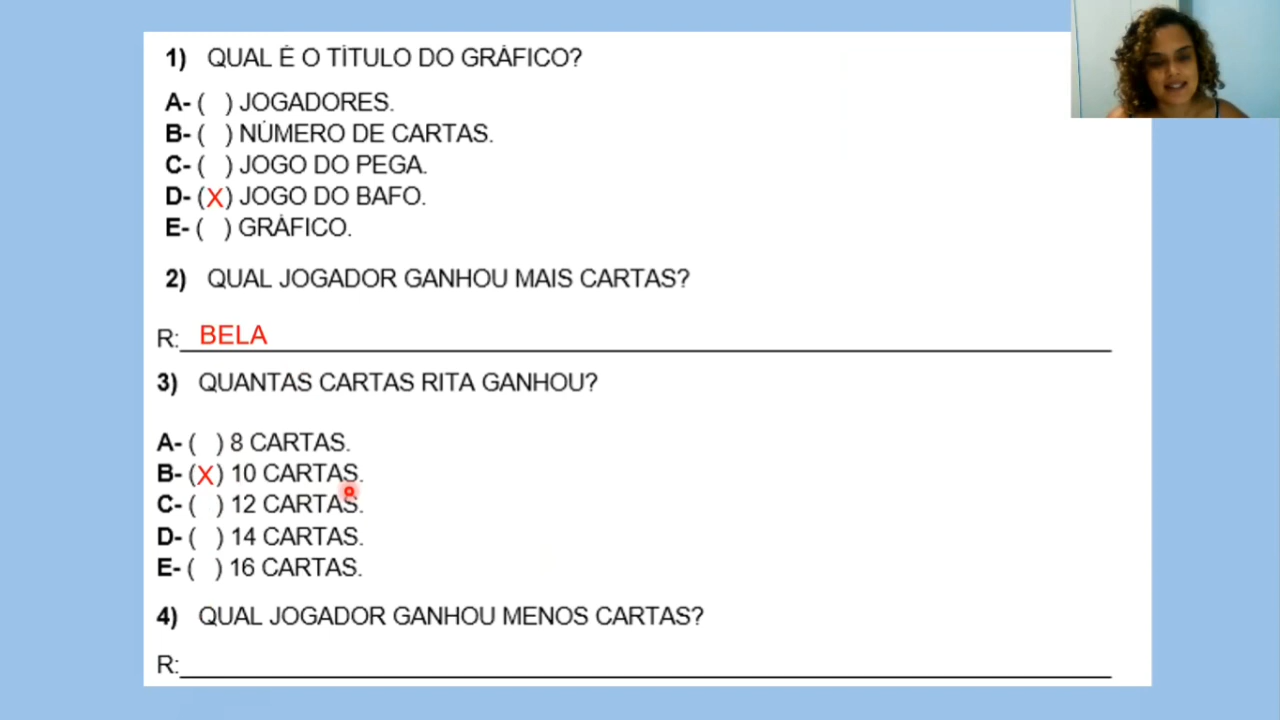 1) QUAL É O TÍTULO DO GRÁFICO?
A- ( ) JOGADORES.
B- ( ) NÚMERO DE CARTAS.
C- ( ) JOGO DO PEGA.
D- (X) JOGO DO BAFO.
E- ( ) GRÁFICO.
2) QUAL JOGADOR GANHOU MAIS CARTAS?
R: BELA
3) QUANTAS CARTAS RITA GANHOU?
A- ( ) 8 CARTAS.
B- (X) 10 CARTAS.
C- ( ) 12 CARTAS.
D- ( ) 14 CARTAS.
E- ( ) 16 CARTAS.
4) QUAL JOGADOR GANHOU MENOS CARTAS?
R: